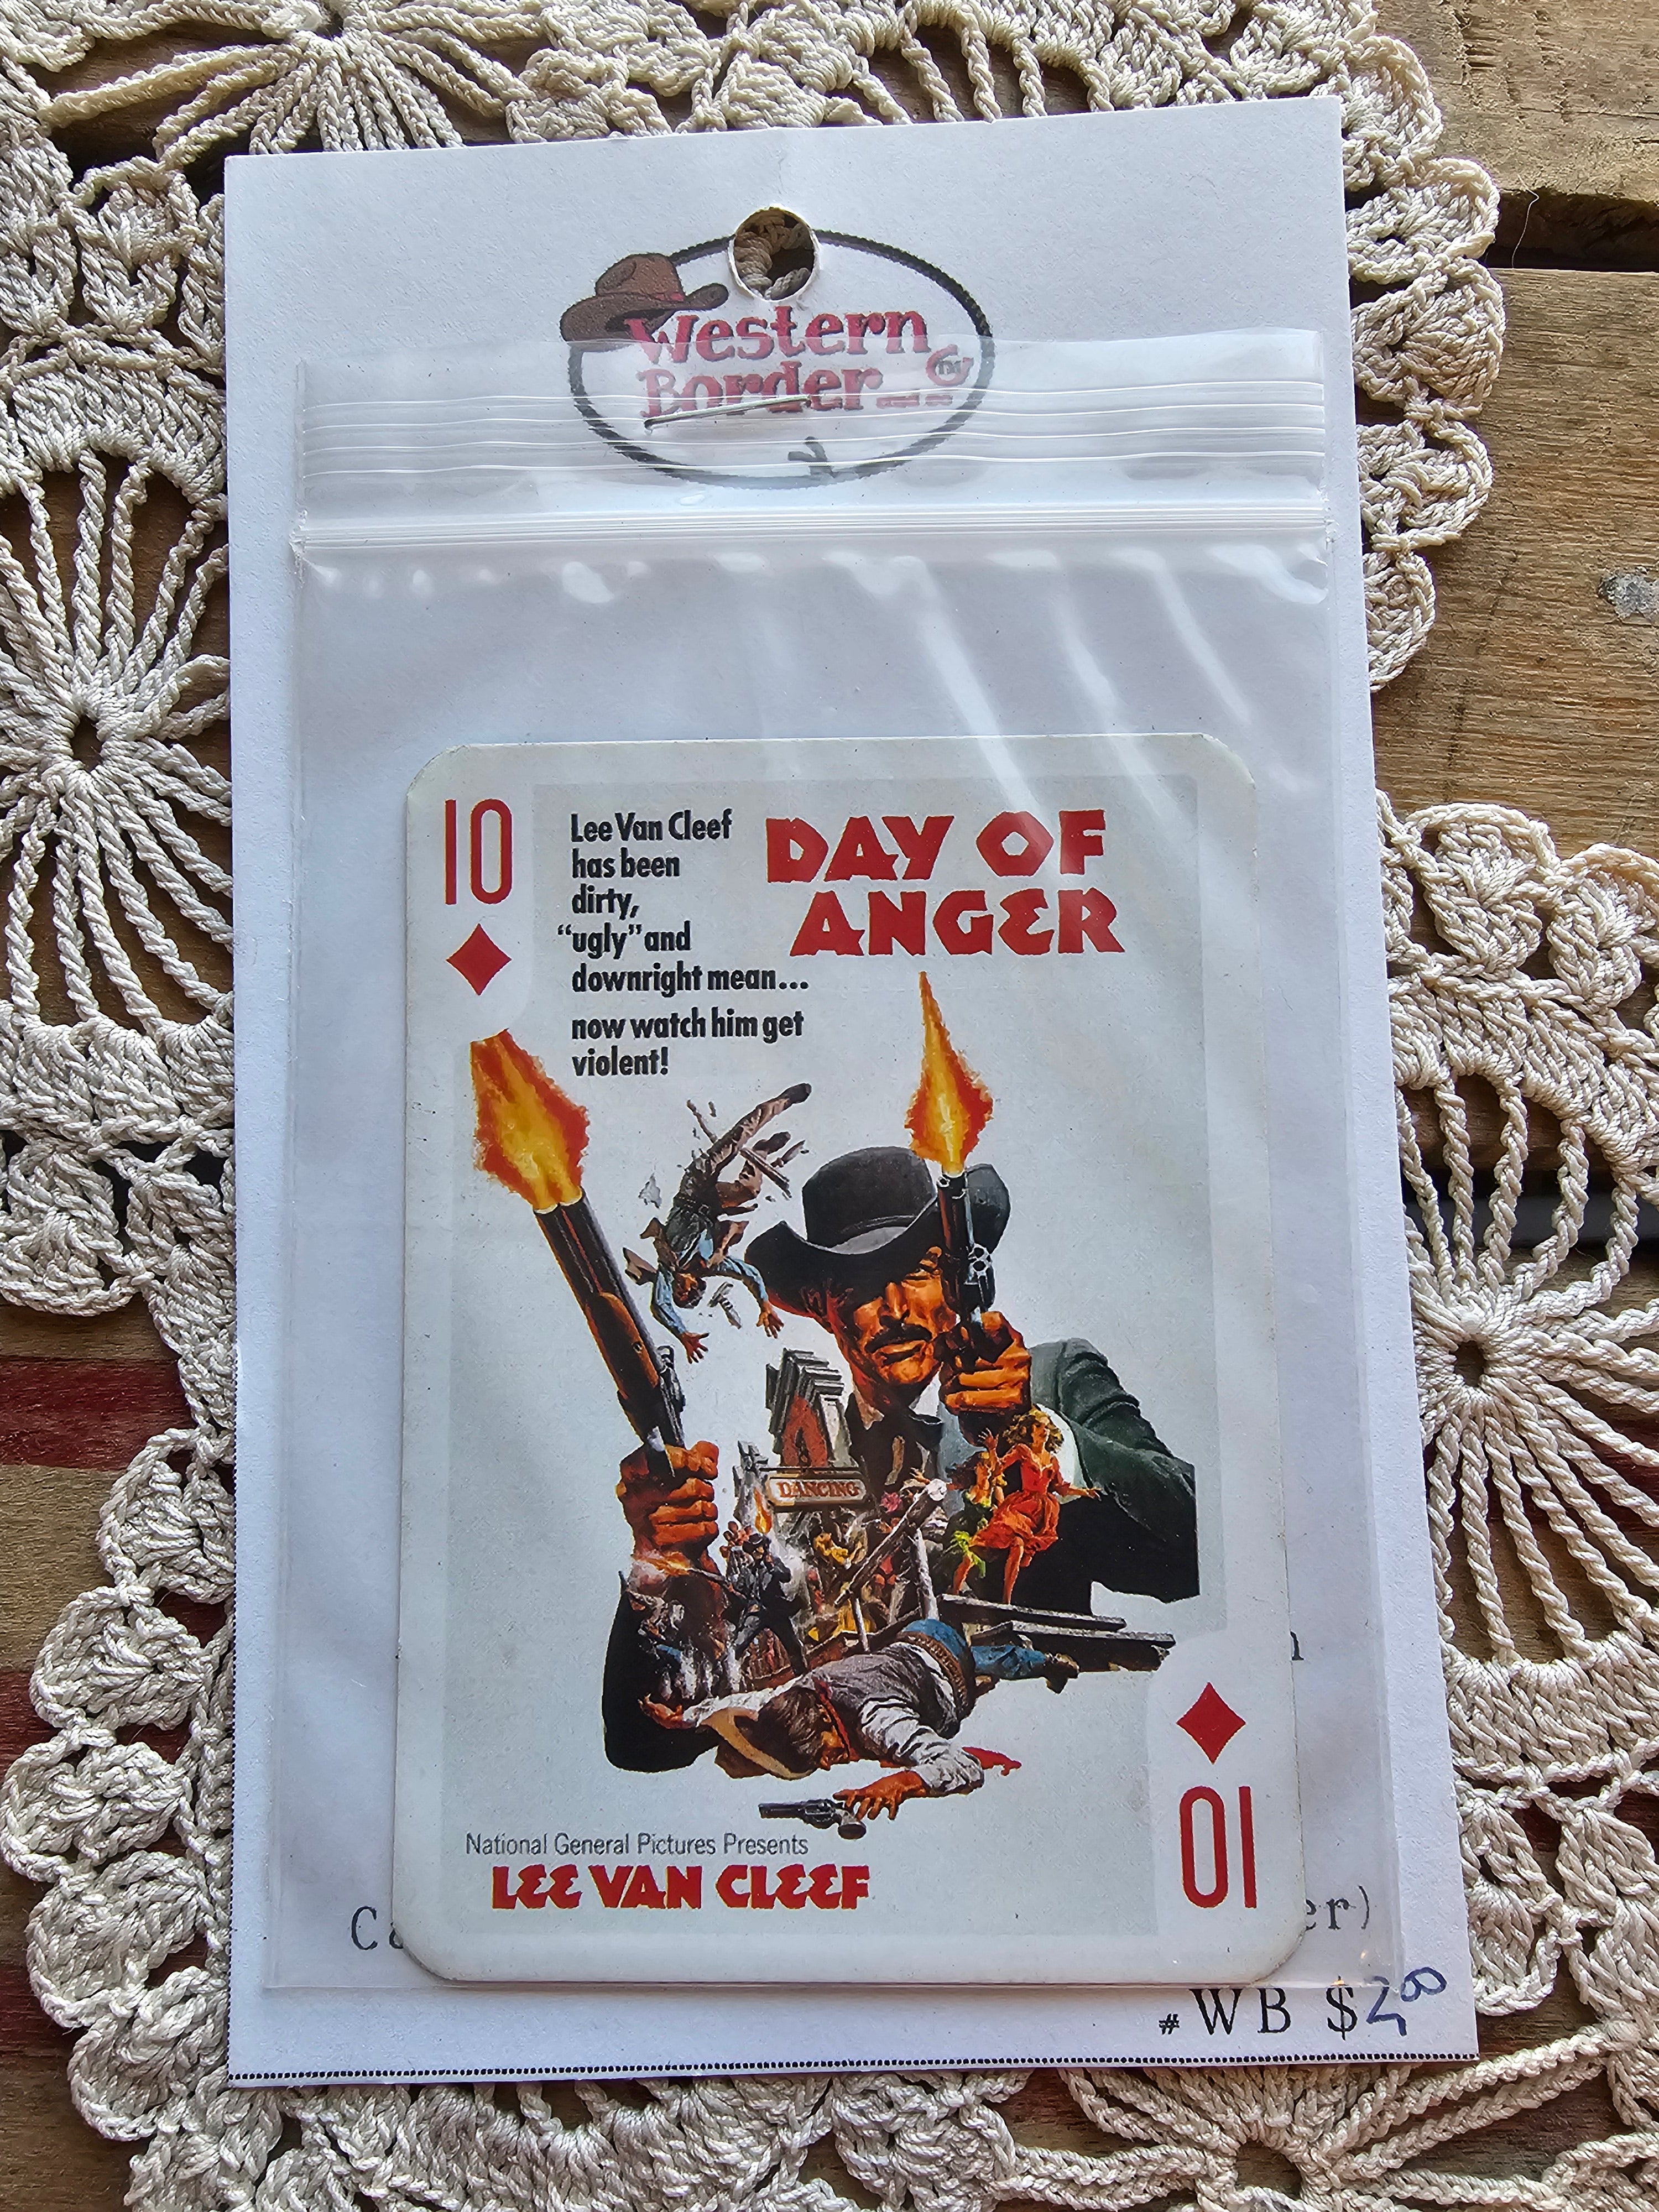 Western
Border
10
Lee Van Cleef
has been
dirty,
“ugly” and
downright mean...
now watch him get
violent!
DAY OF
ANGER
DANCING
National General Pictures Presents
LEE VAN CLEEF
10
# WB $2⁰⁰